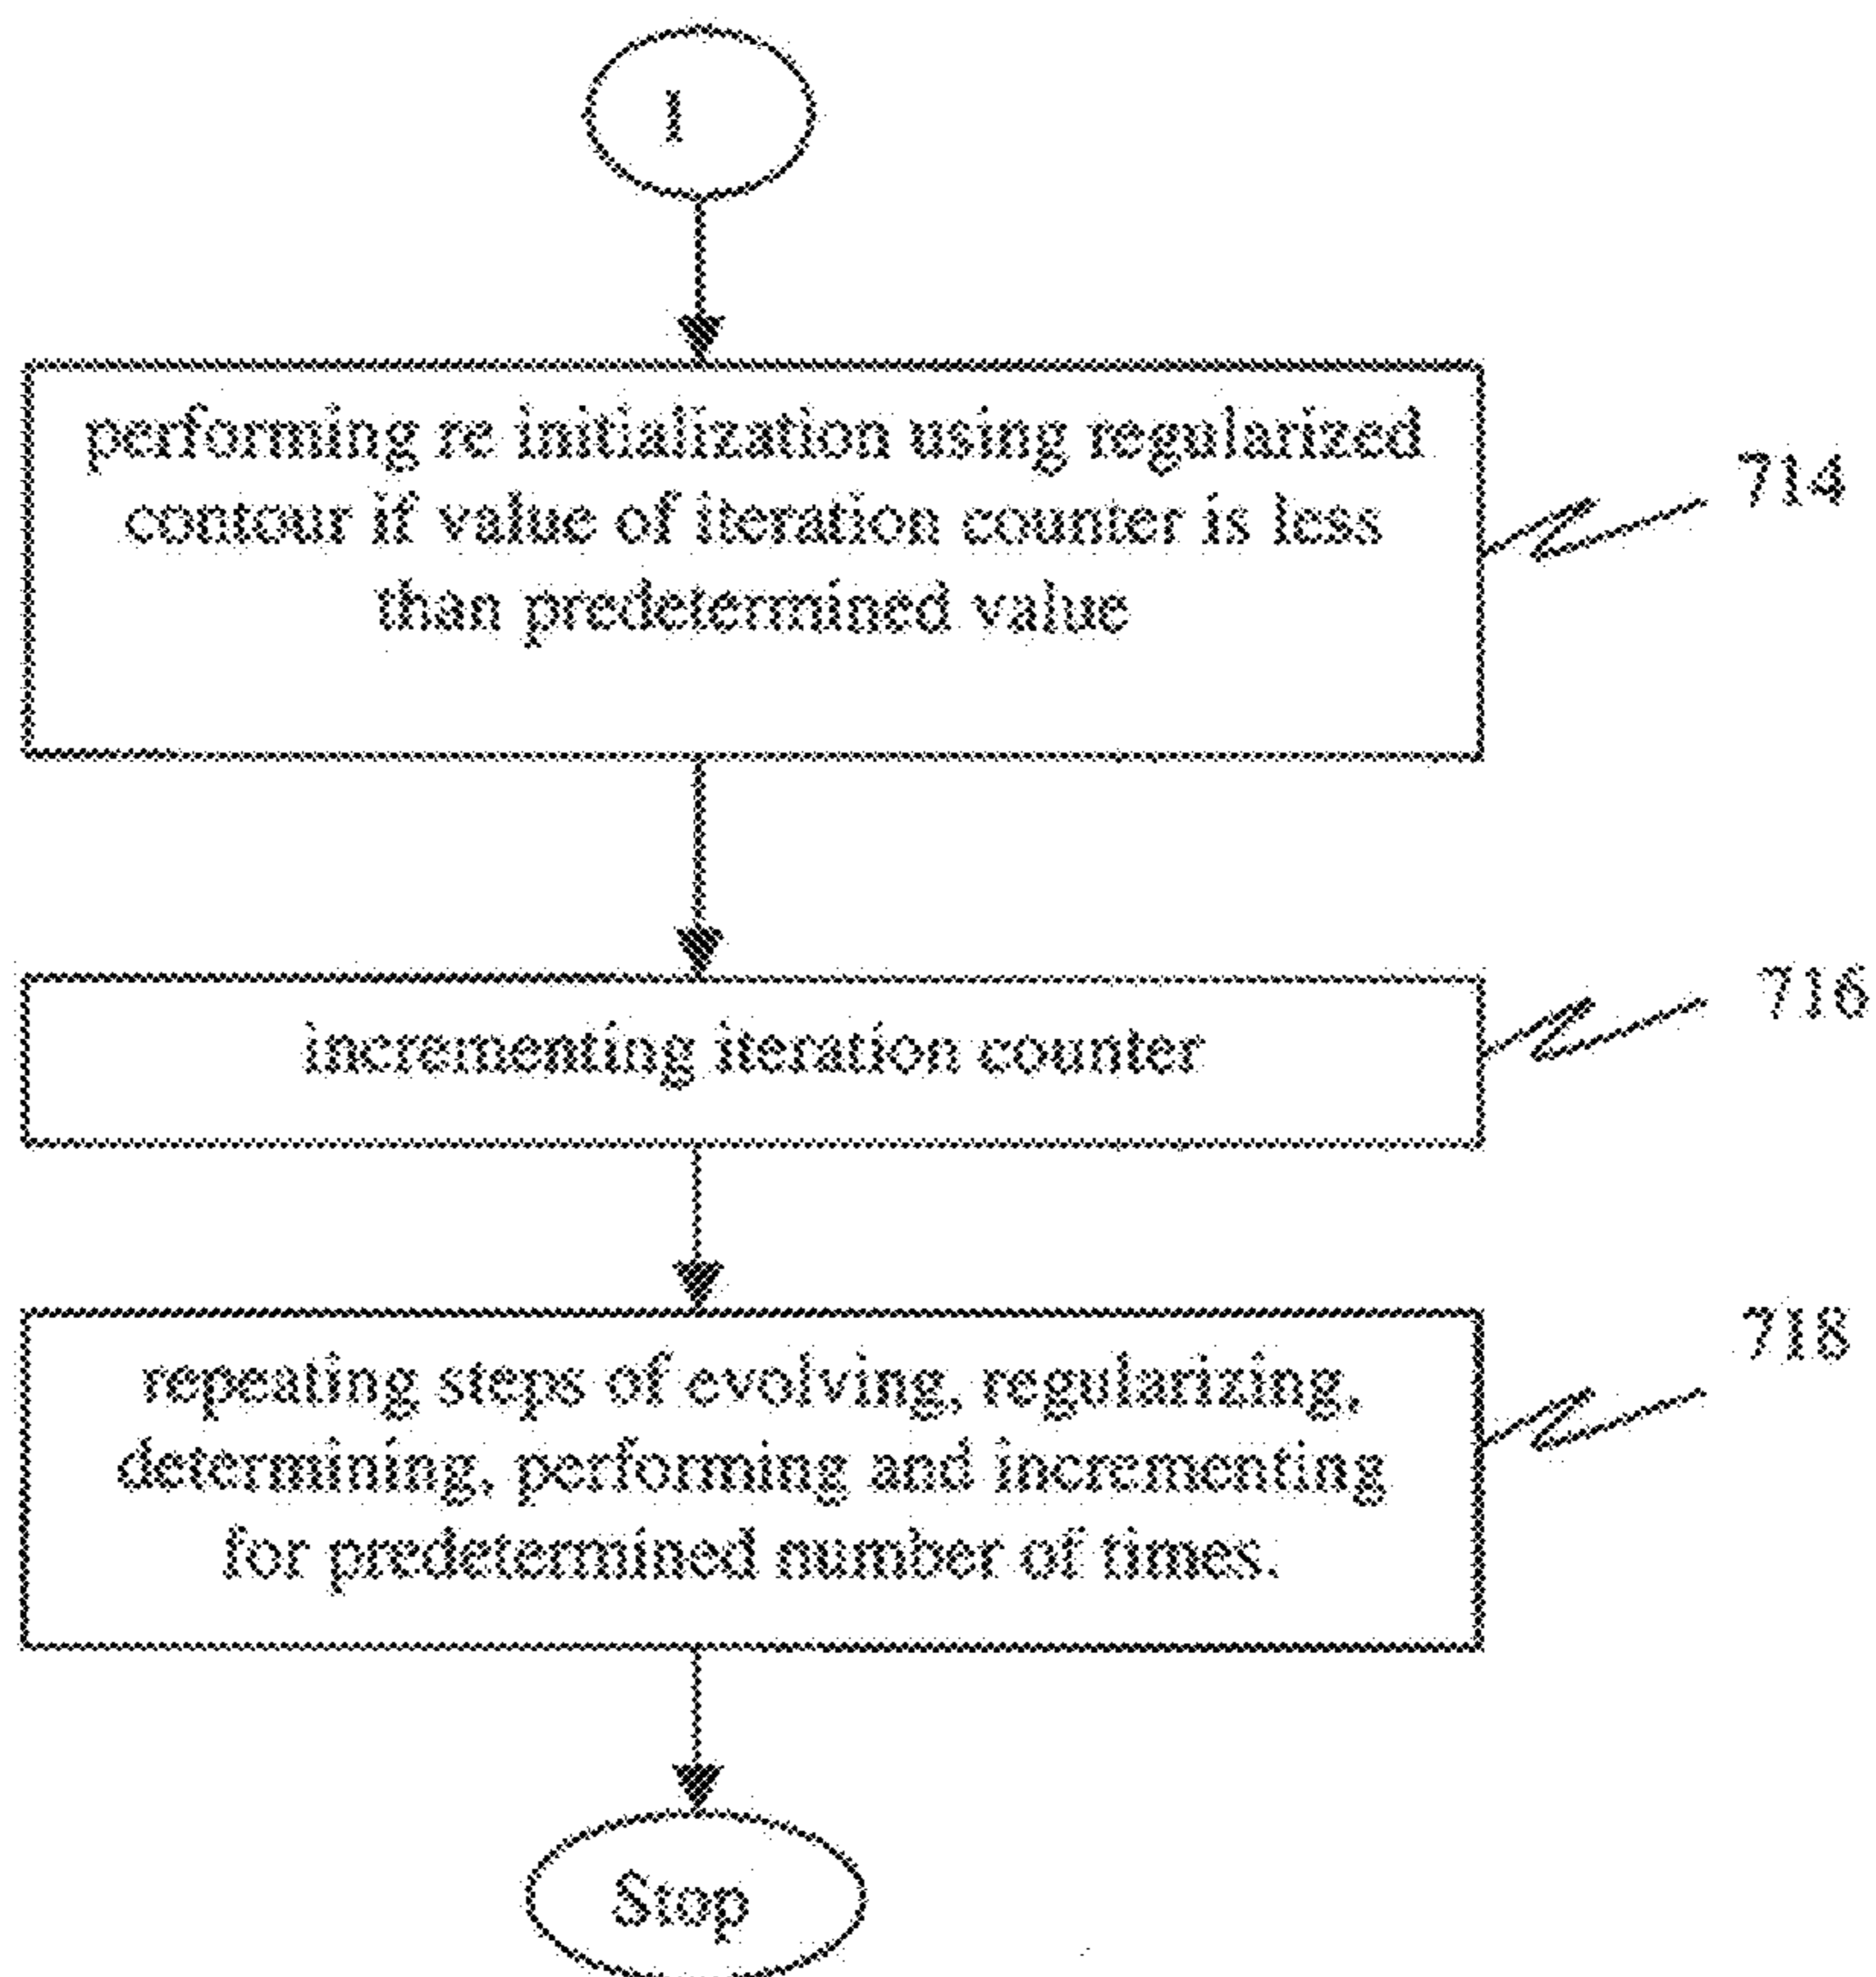 1
performing re initialization using regularized
contour if value of iteration counter is less
than predetermined value
714
incrementing iteration counter
716
repeating steps of evolving, regularizing,
determining, performing and incrementing
for predetermined number of times.
718
Stop